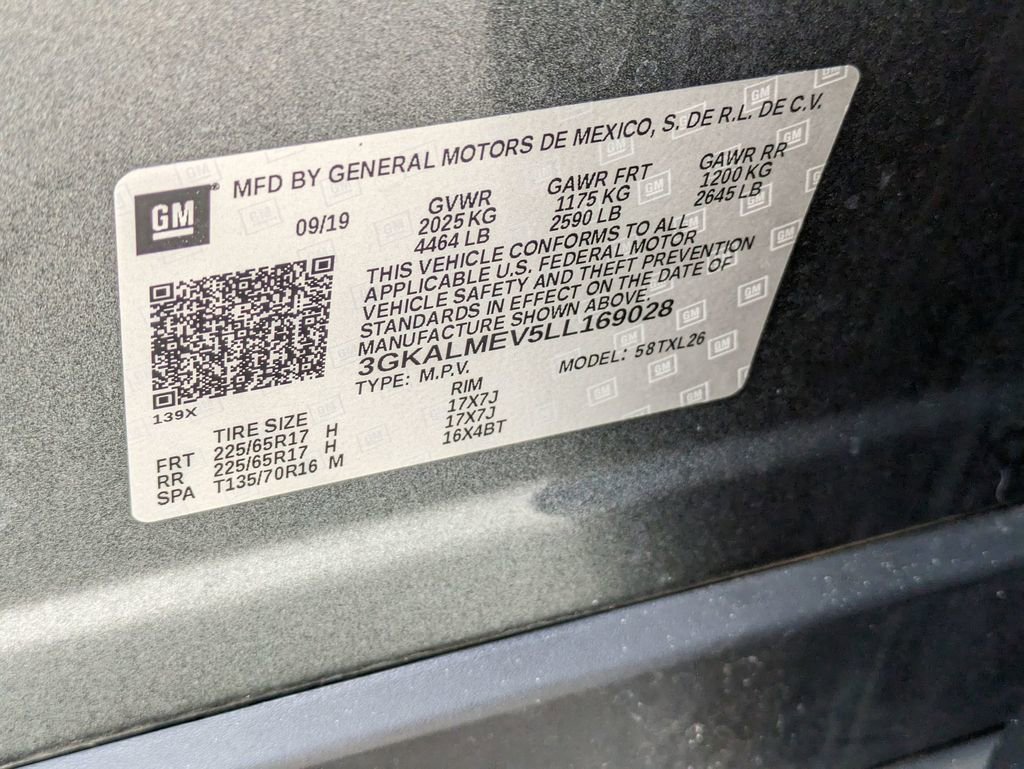 MFD BY GENERAL MOTORS DE MEXICO, S. DE R.L. DE C.V.
GM®
09/19
GVWR GAWR FRT GAWR RR
2025 KG 1175 KG 1200 KG
4464 LB 2590 LB 2645 LB
THIS VEHICLE CONFORMS TO ALL
APPLICABLE U.S. FEDERAL MOTOR
VEHICLE SAFETY AND THEFT PREVENTION
STANDARDS IN EFFECT ON THE DATE OF
MANUFACTURE SHOWN ABOVE.
3GKALMEV5LL169028
TYPE: M.P.V. MODEL: 58TXL26
139X
TIRE SIZE RIM
FRT 225/65R17 H 17X7J
RR 225/65R17 H 17X7J
SPA T135/70R16 M 16X4BT